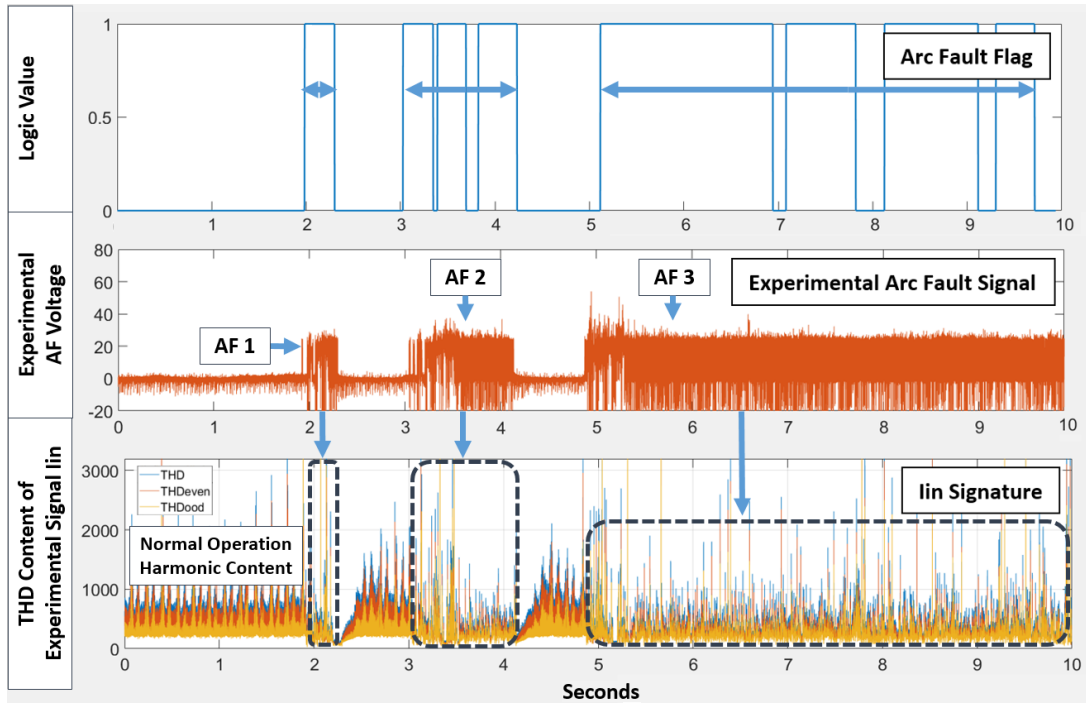 Logic Value
1
0.5
0
Arc Fault Flag
1 2 3 4 5 6 7 8 9 10
Experimental
AF Voltage
80
60
40
20
0
-20
AF 1
AF 2
AF 3
Experimental Arc Fault Signal
0 1 2 3 4 5 6 7 8 9 10
THD Content of
Experimental Signal Iin
3000
2000
1000
0
THD
THDeven
THDood
Normal Operation
Harmonic Content
Iin Signature
0 1 2 3 4 5 6 7 8 9 10
Seconds